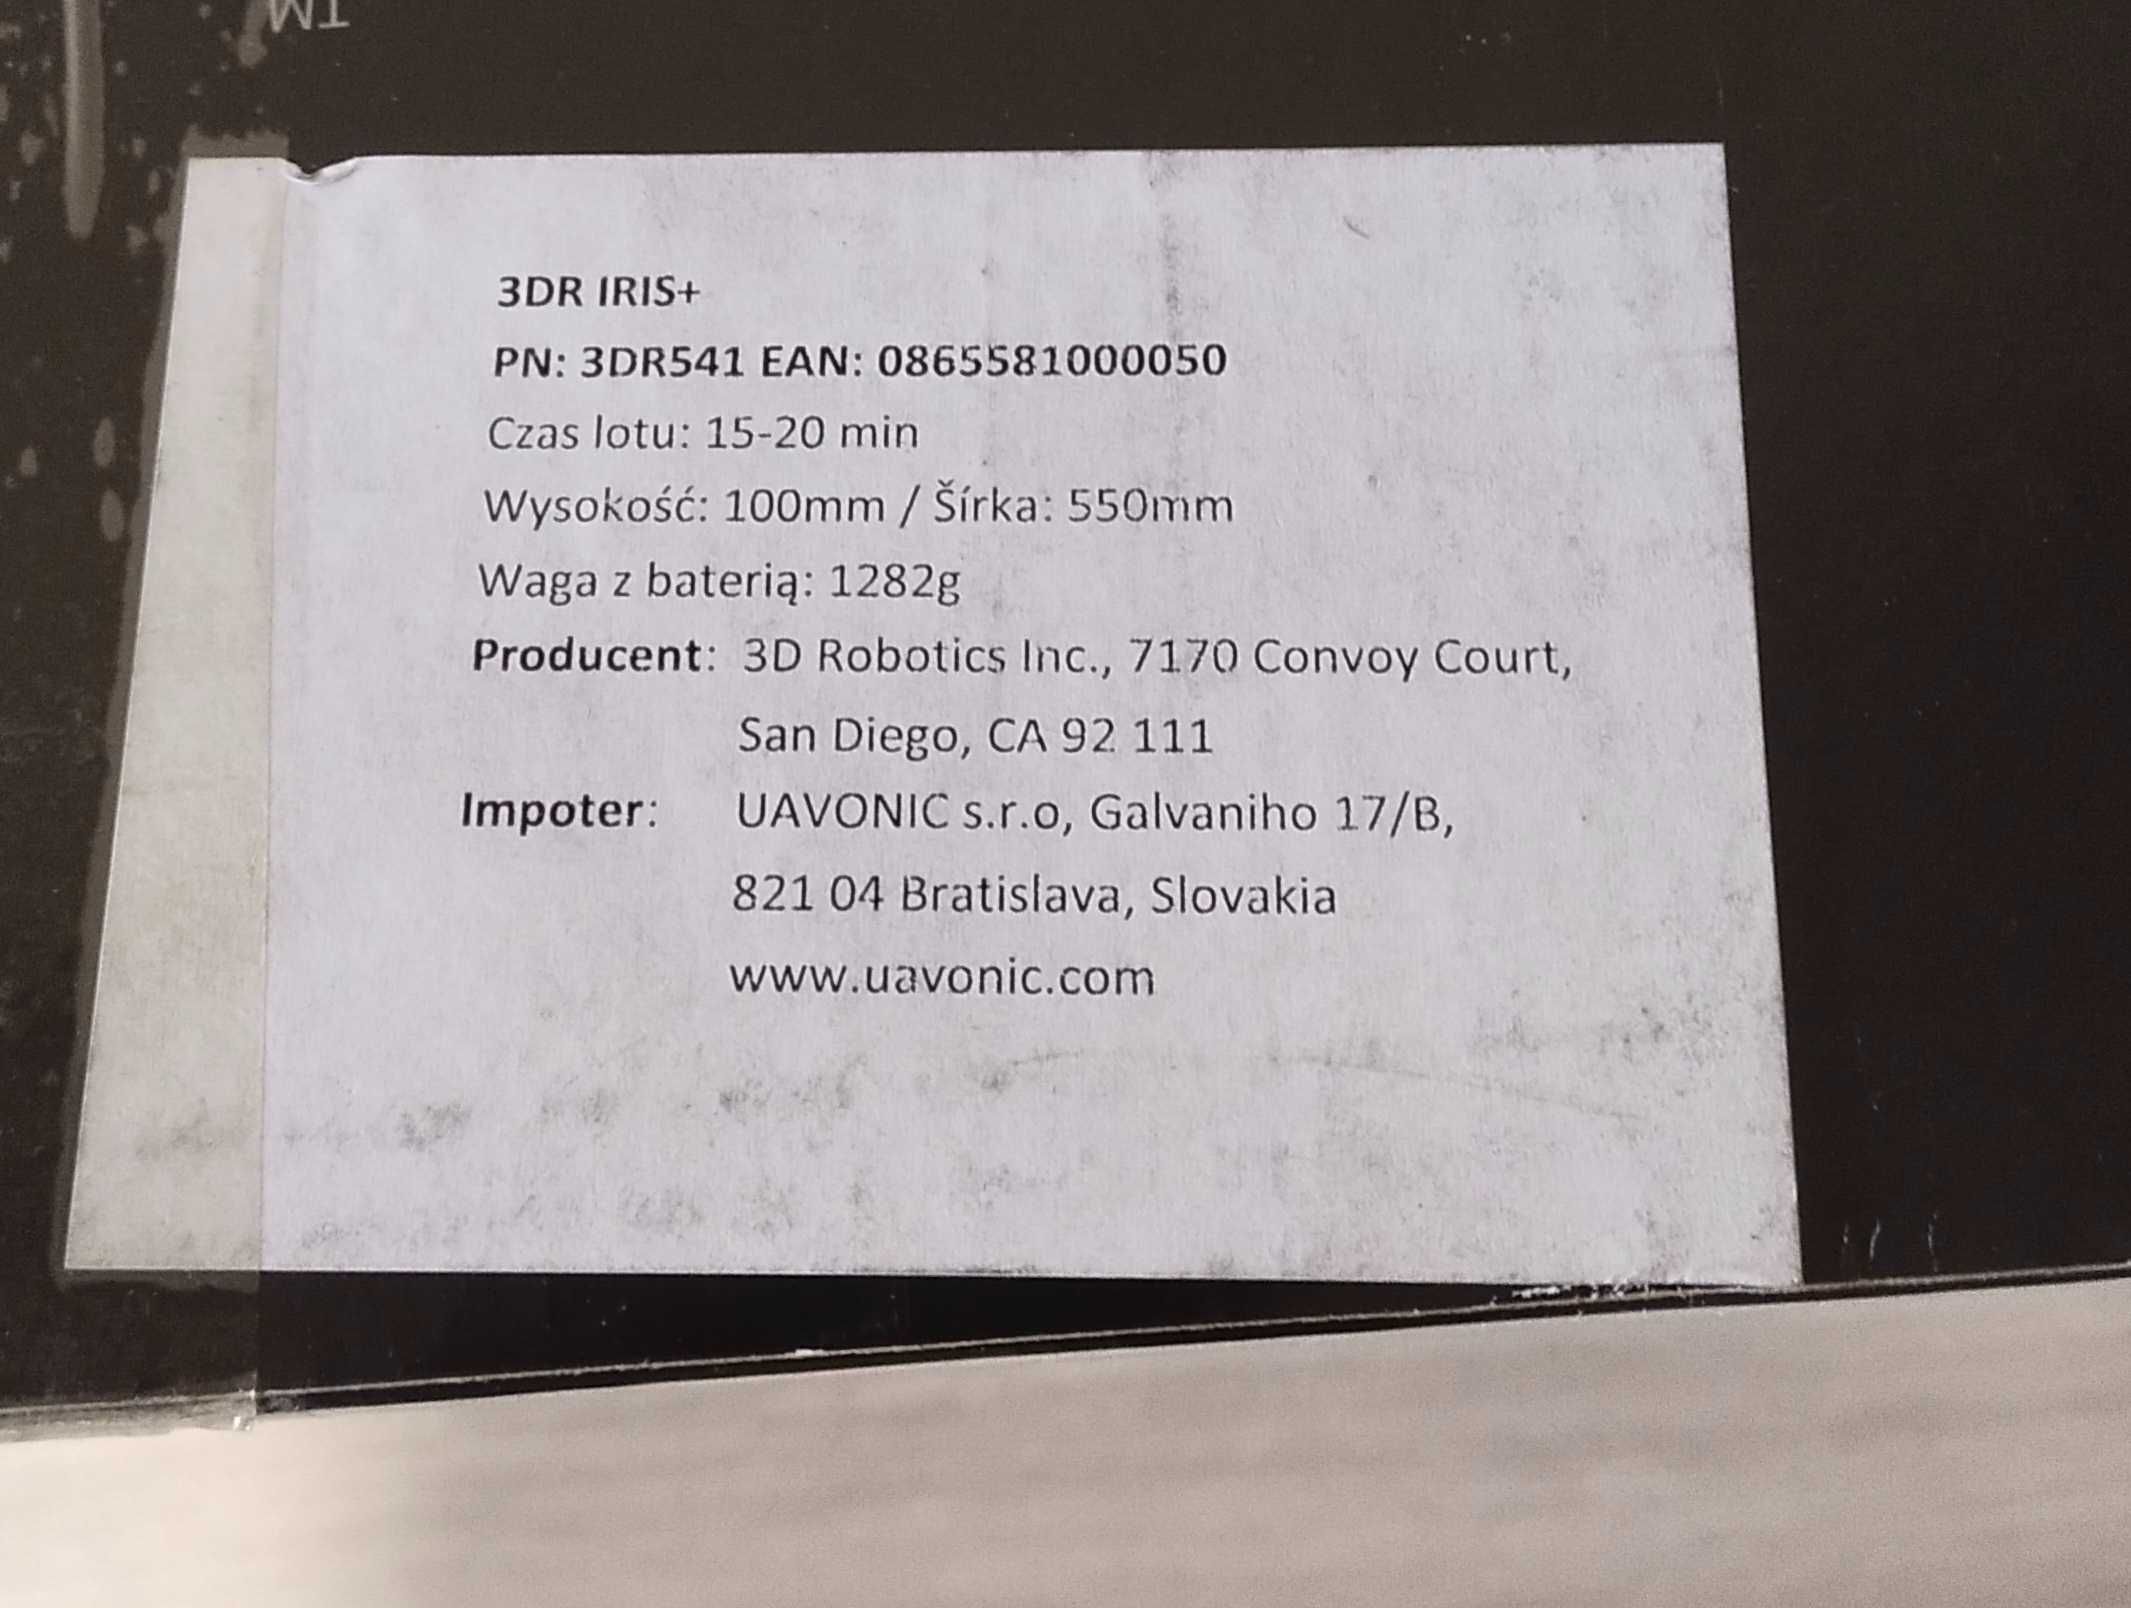 TM
3DR IRIS+
PN: 3DR541 EAN: 0865581000050
Czas lotu: 15-20 min
Wysokość: 100mm / Šírka: 550mm
Waga z baterią: 1282g
Producent: 3D Robotics Inc., 7170 Convoy Court,
San Diego, CA 92 111
Impoter: UAVONIC s.r.o, Galvaniho 17/B,
821 04 Bratislava, Slovakia
www.uavonic.com